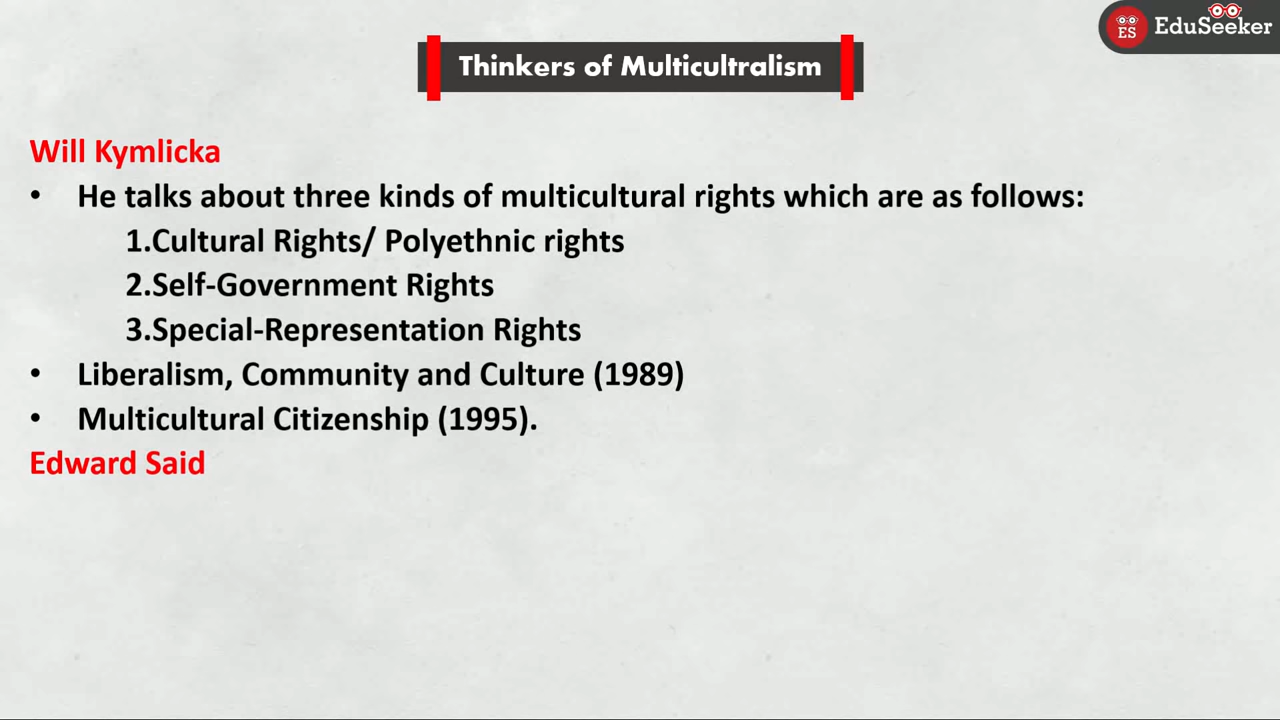 ES EduSeeker
Thinkers of Multicultralism
Will Kymlicka
• He talks about three kinds of multicultural rights which are as follows:
1.Cultural Rights/ Polyethnic rights
2.Self-Government Rights
3.Special-Representation Rights
• Liberalism, Community and Culture (1989)
• Multicultural Citizenship (1995).
Edward Said